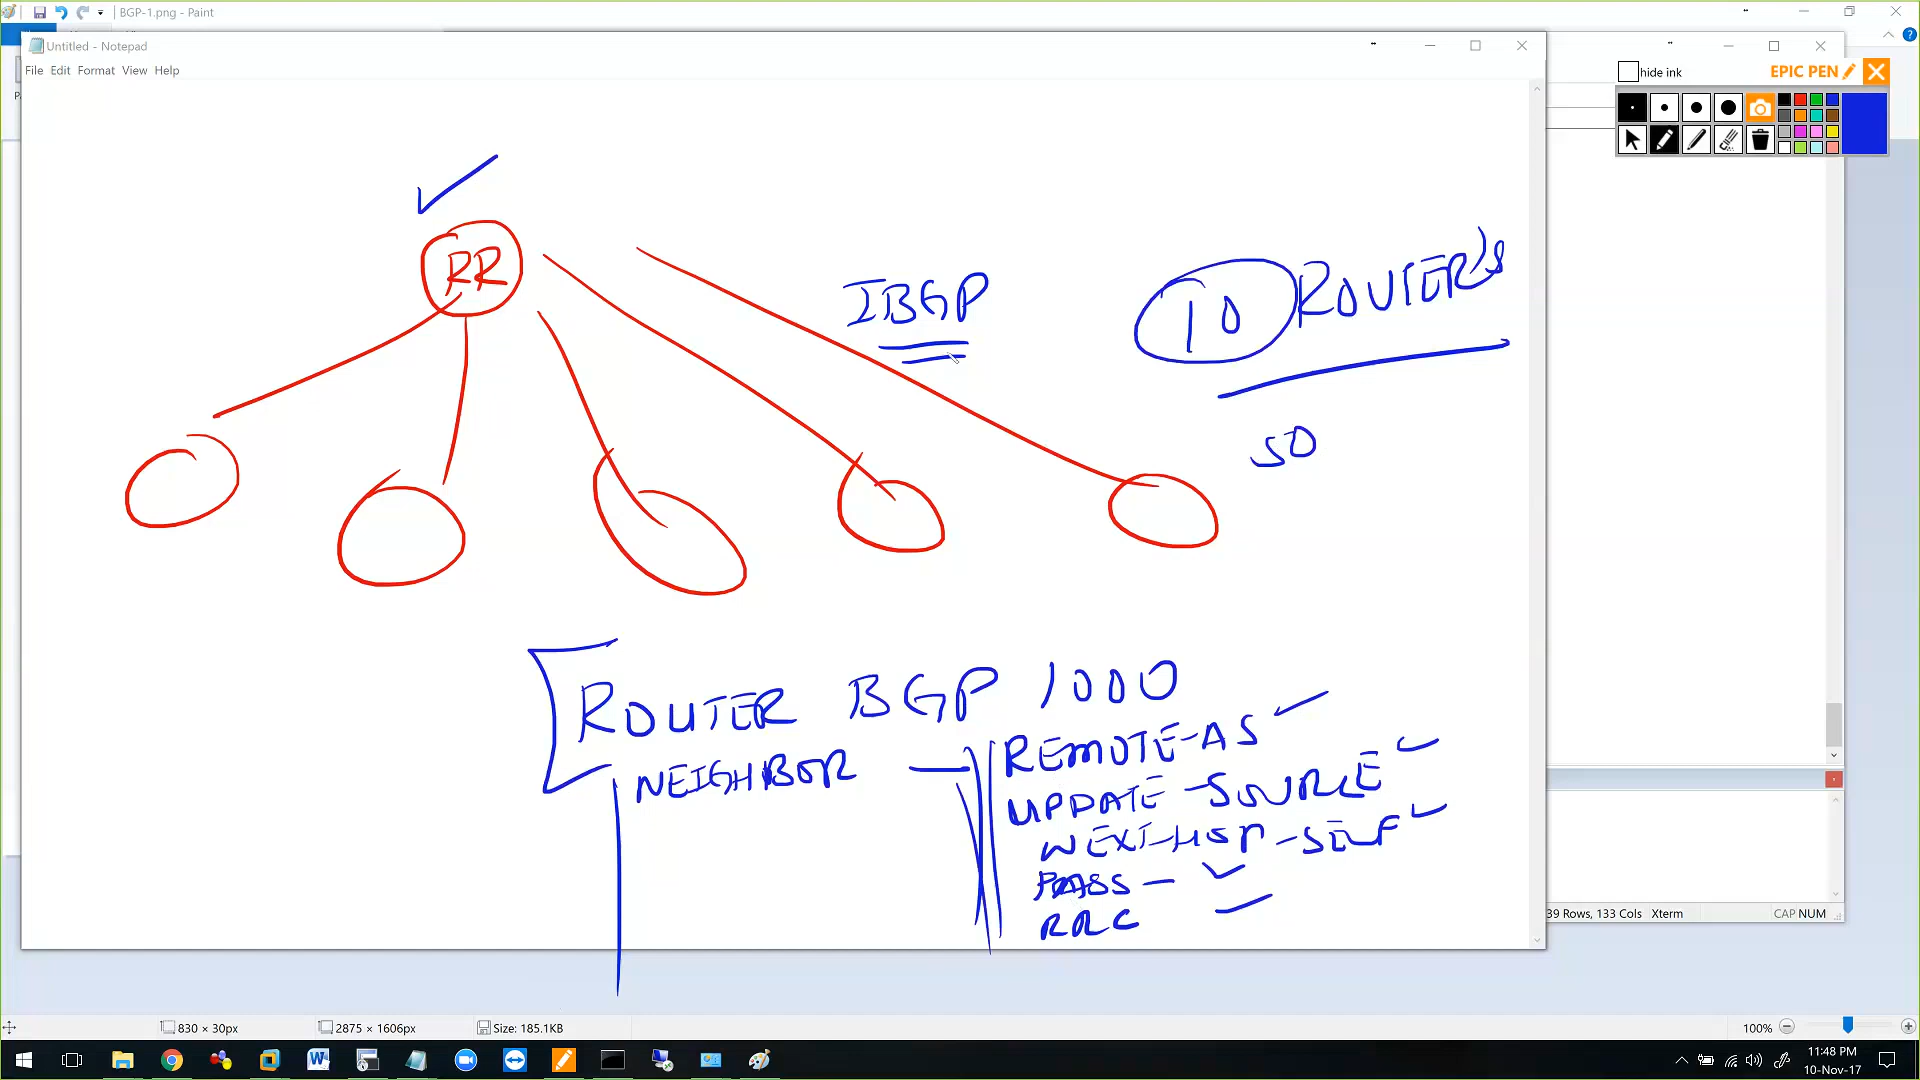 BGP-1.png - Paint
Untitled - Notepad
File Edit Format View Help
hide ink
EPIC PEN
RR
IBGP
10 ROUTER'S
50
ROUTER BGP 1000
NEIGHBOR — REMOTE-AS
UPDATE-SOURCE
NEXT-HOP-SELF
PASS —
RRC
39 Rows, 133 Cols Xterm CAP NUM
830 × 30px 2875 × 1606px Size: 185.1KB 100%
11:48 PM
10-Nov-17